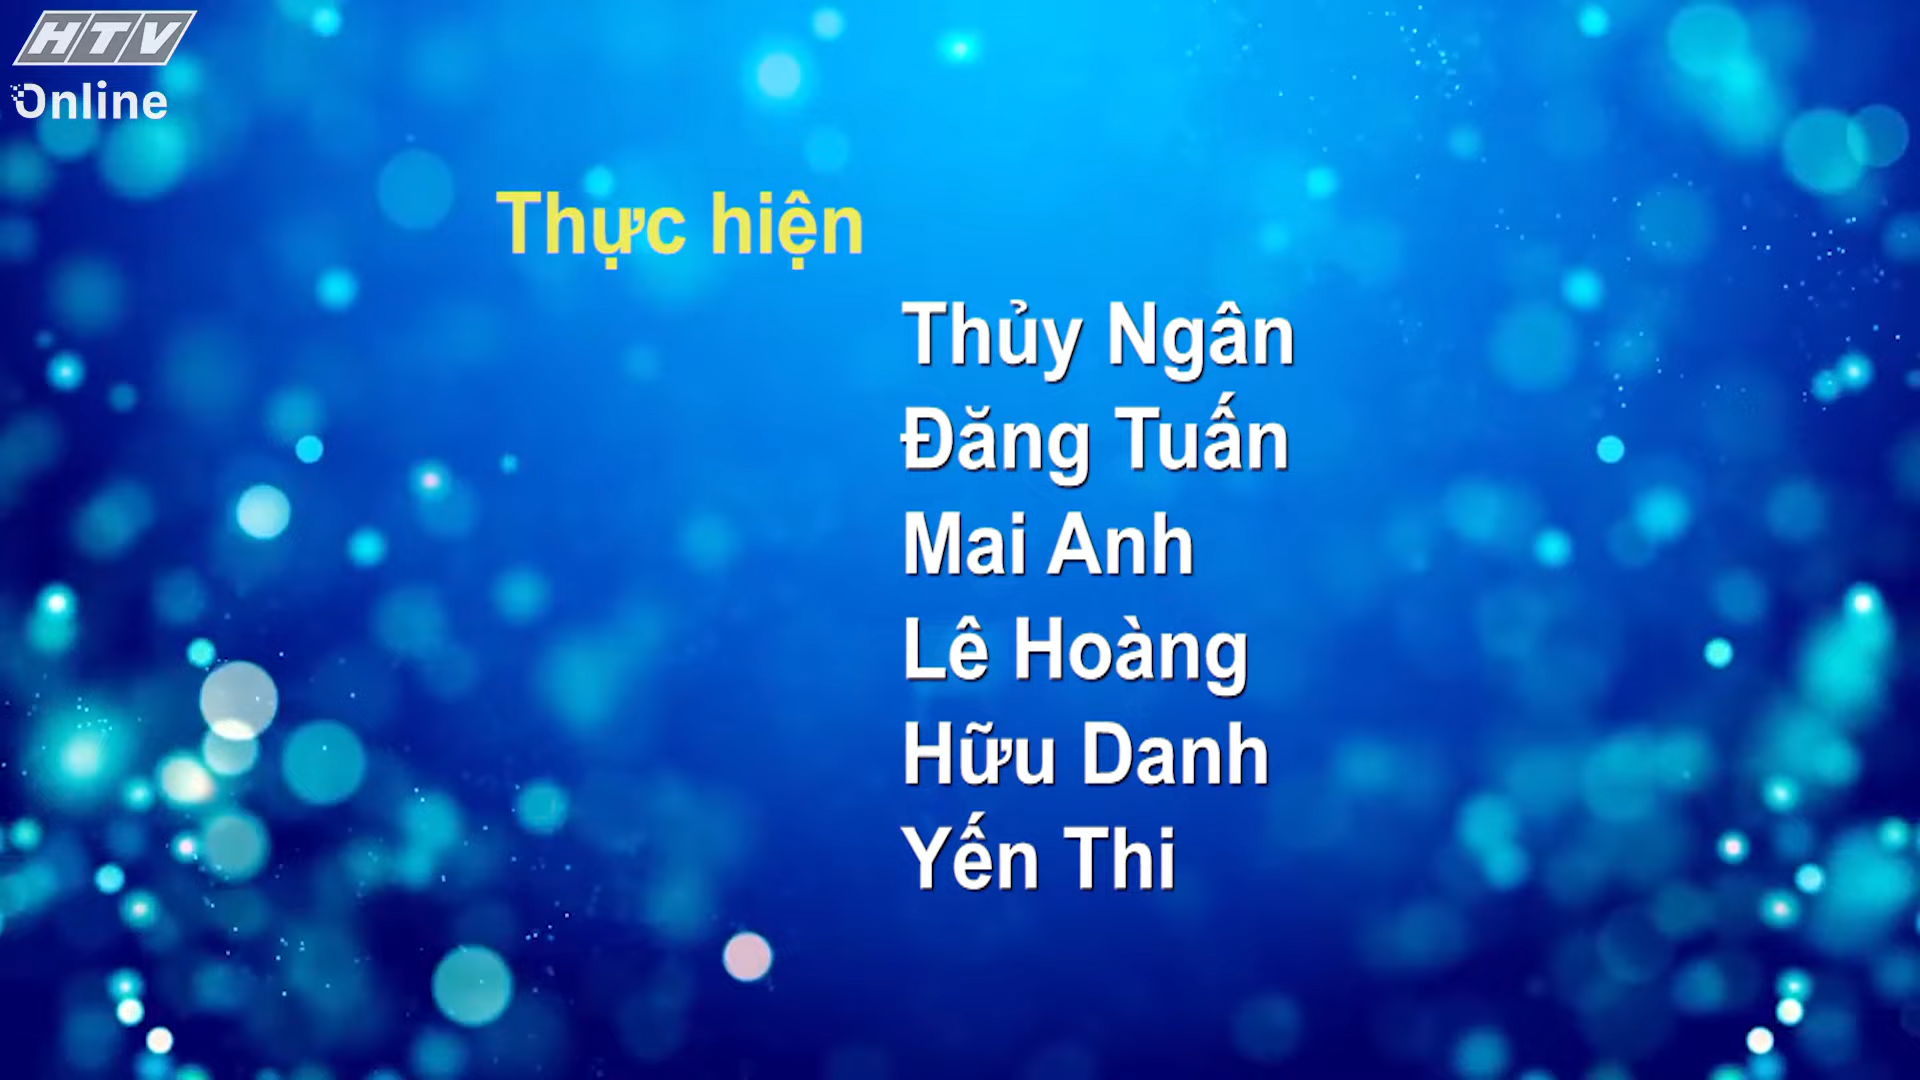 HTV
Online
Thực hiện
Thủy Ngân
Đăng Tuấn
Mai Anh
Lê Hoàng
Hữu Danh
Yến Thi